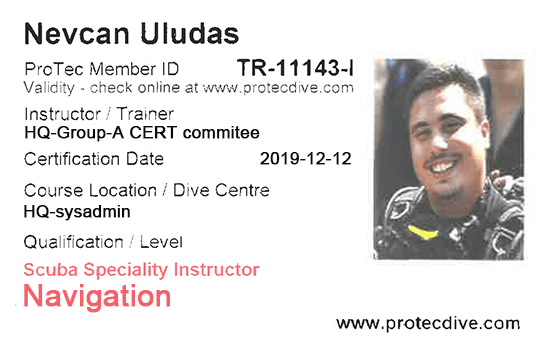 Nevcan Uludas
ProTec Member ID TR-11143-I
Validity - check online at www.protecdive.com
Instructor / Trainer
HQ-Group-A CERT commitee
Certification Date 2019-12-12
Course Location / Dive Centre
HQ-sysadmin
Qualification / Level
Scuba Speciality Instructor
Navigation
www.protecdive.com